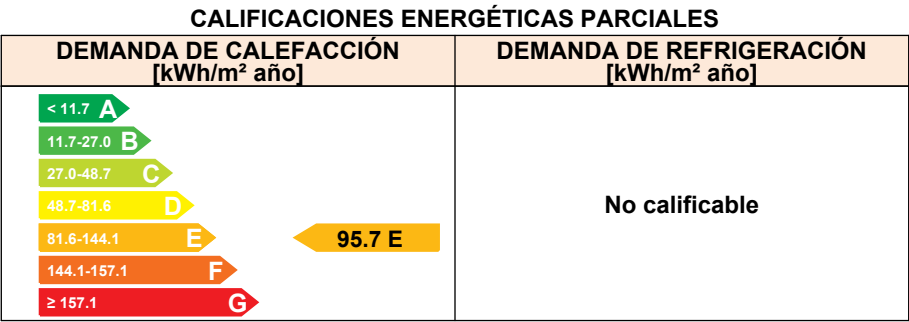 CALIFICACIONES ENERGÉTICAS PARCIALES
DEMANDA DE CALEFACCIÓN
[kWh/m² año]
DEMANDA DE REFRIGERACIÓN
[kWh/m² año]
< 11.7 A
11.7-27.0 B
27.0-48.7 C
48.7-81.6 D
81.6-144.1 E
95.7 E
144.1-157.1 F
≥ 157.1 G
No calificable